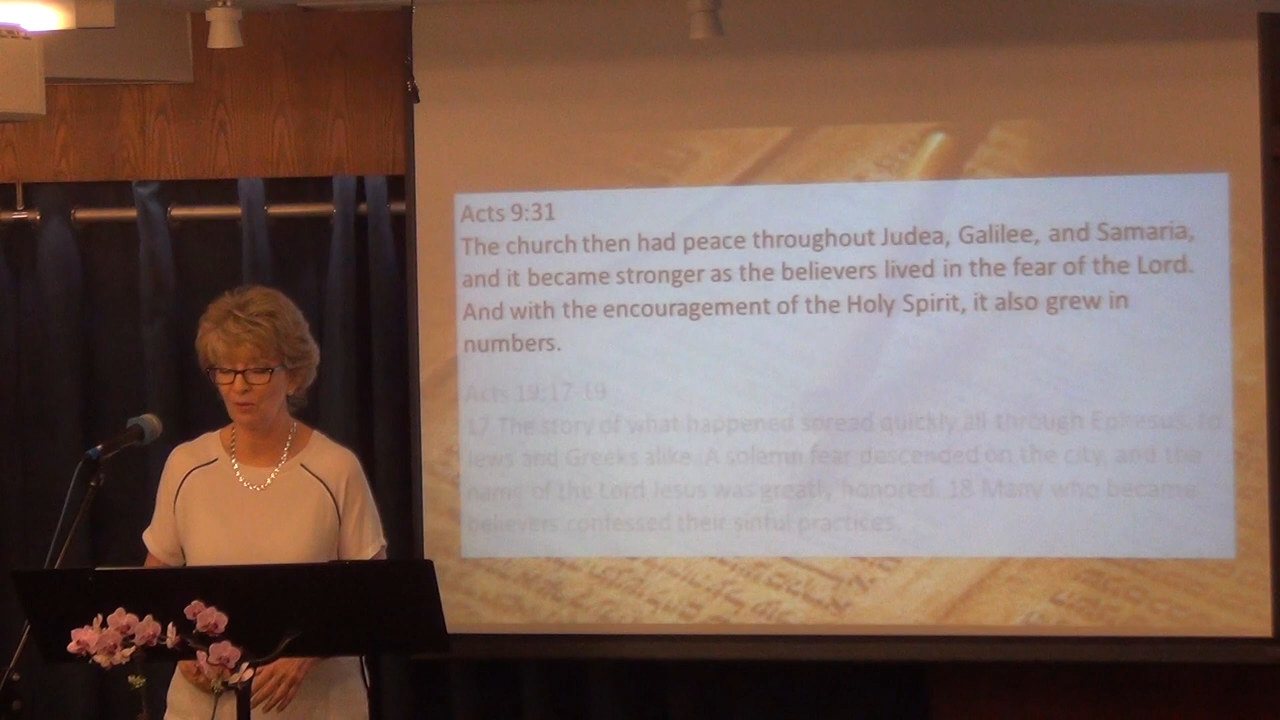 Acts 9:31
The church then had peace throughout Judea, Galilee, and Samaria,
and it became stronger as the believers lived in the fear of the Lord.
And with the encouragement of the Holy Spirit, it also grew in
numbers.
Acts 19:17-19
17 The story of what happened spread quickly all through Ephesus, to
Jews and Greeks alike. A solemn fear descended on the city, and the
name of the Lord Jesus was greatly honored. 18 Many who became
believers confessed their sinful practices.